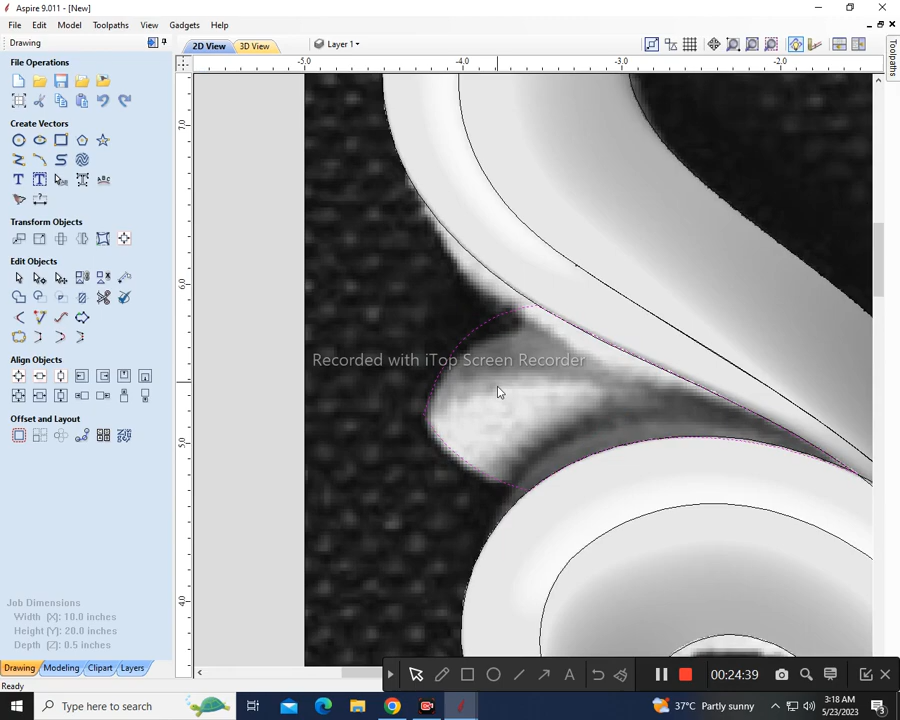 Aspire 9.011 - [New]
File Edit Model Toolpaths View Gadgets Help
Drawing
2D View 3D View Layer 1
Toolpaths
File Operations
-5.0 -4.0 -3.0 -2.0
Create Vectors
7.0
Transform Objects
Edit Objects
6.0
Recorded with iTop Screen Recorder
Align Objects
Offset and Layout
5.0
Job Dimensions
Width (X): 10.0 inches
Height (Y): 20.0 inches
Depth (Z): 0.5 inches
4.0
Drawing Modeling Clipart Layers
Ready
00:24:39
Type here to search
37°C Partly sunny
3:18 AM
5/23/2023
3